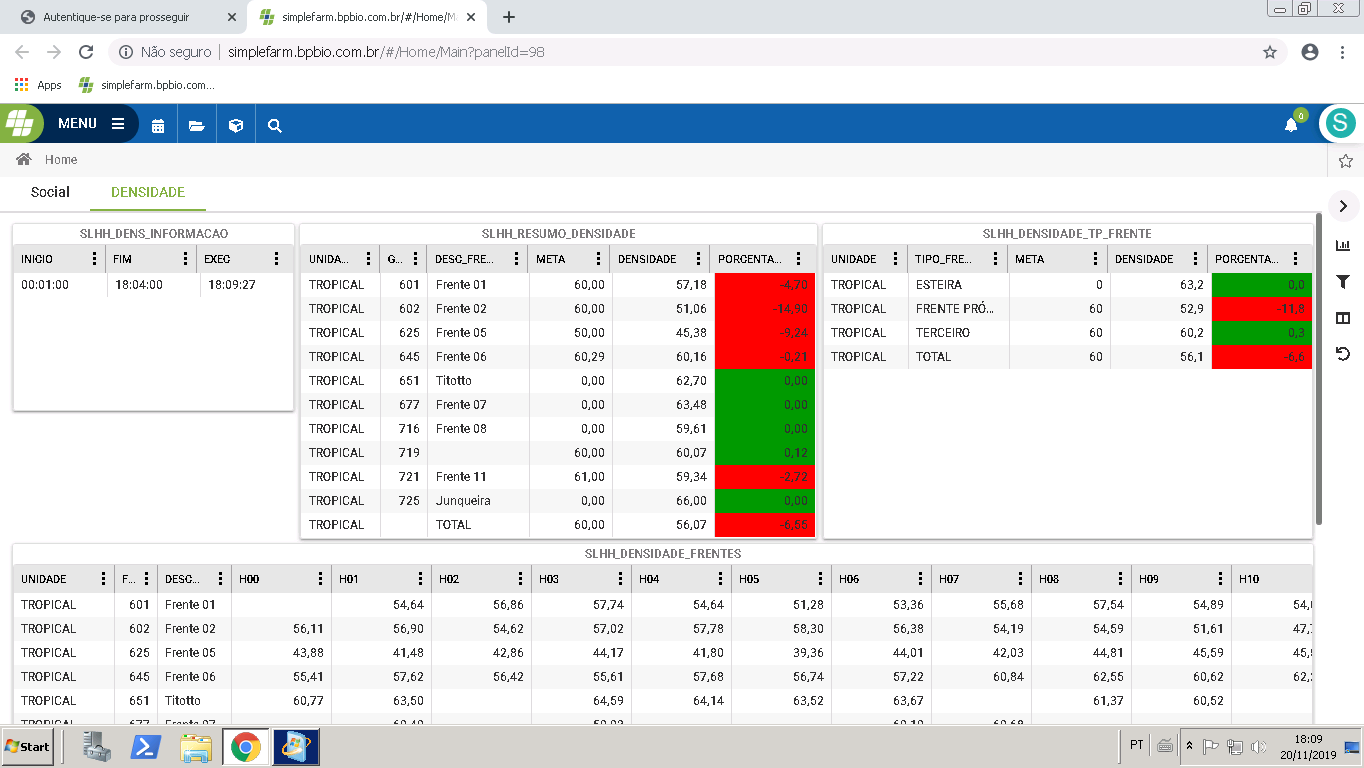 Autentique-se para prosseguir
simplefarm.bpbio.com.br/#/Home/M
Não seguro simplefarm.bpbio.com.br/#/Home/Main?panelId=98
Apps simplefarm.bpbio.com...
MENU
0
S
Home
Social DENSIDADE
SLHH_DENS_INFORMACAO
INICIO FIM EXEC
00:01:00 18:04:00 18:09:27
SLHH_RESUMO_DENSIDADE
UNIDA... G... DESC_FRE... META DENSIDADE PORCENTA...
TROPICAL 601 Frente 01 60,00 57,18 -4,70
TROPICAL 602 Frente 02 60,00 51,06 -14,90
TROPICAL 625 Frente 05 50,00 45,38 -9,24
TROPICAL 645 Frente 06 60,29 60,16 -0,21
TROPICAL 651 Titotto 0,00 62,70 0,00
TROPICAL 677 Frente 07 0,00 63,48 0,00
TROPICAL 716 Frente 08 0,00 59,61 0,00
TROPICAL 719 60,00 60,07 0,12
TROPICAL 721 Frente 11 61,00 59,34 -2,72
TROPICAL 725 Junqueira 0,00 66,00 0,00
TROPICAL TOTAL 60,00 56,07 -6,55
SLHH_DENSIDADE_TP_FRENTE
UNIDADE TIPO_FRE... META DENSIDADE PORCENTA...
TROPICAL ESTEIRA 0 63,2 0,0
TROPICAL FRENTE PRÓ... 60 52,9 -11,8
TROPICAL TERCEIRO 60 60,2 0,3
TROPICAL TOTAL 60 56,1 -6,6
SLHH_DENSIDADE_FRENTES
UNIDADE F... DESC... H00 H01 H02 H03 H04 H05 H06 H07 H08 H09 H10
TROPICAL 601 Frente 01 54,64 56,86 57,74 54,64 51,28 53,36 55,68 57,54 54,89 54,
TROPICAL 602 Frente 02 56,11 56,90 54,62 57,02 57,78 58,30 56,38 54,19 54,59 51,61 47,
TROPICAL 625 Frente 05 43,88 41,48 42,86 44,17 41,80 39,36 44,01 42,03 44,81 45,59 45,
TROPICAL 645 Frente 06 55,41 57,62 56,42 55,61 57,68 56,74 57,22 60,84 62,55 60,62 62,
TROPICAL 651 Titotto 60,77 63,50 64,59 64,14 63,52 63,67 61,37 60,52
TROPICAL 677 Frente 07
Start PT 18:09
20/11/2019